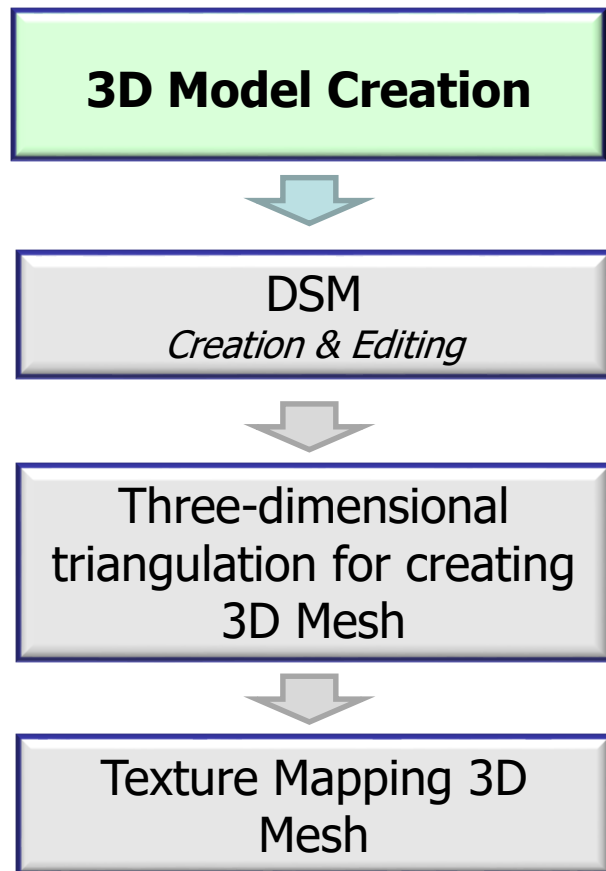 3D Model Creation
DSM
Creation & Editing
Three-dimensional
triangulation for creating
3D Mesh
Texture Mapping 3D
Mesh